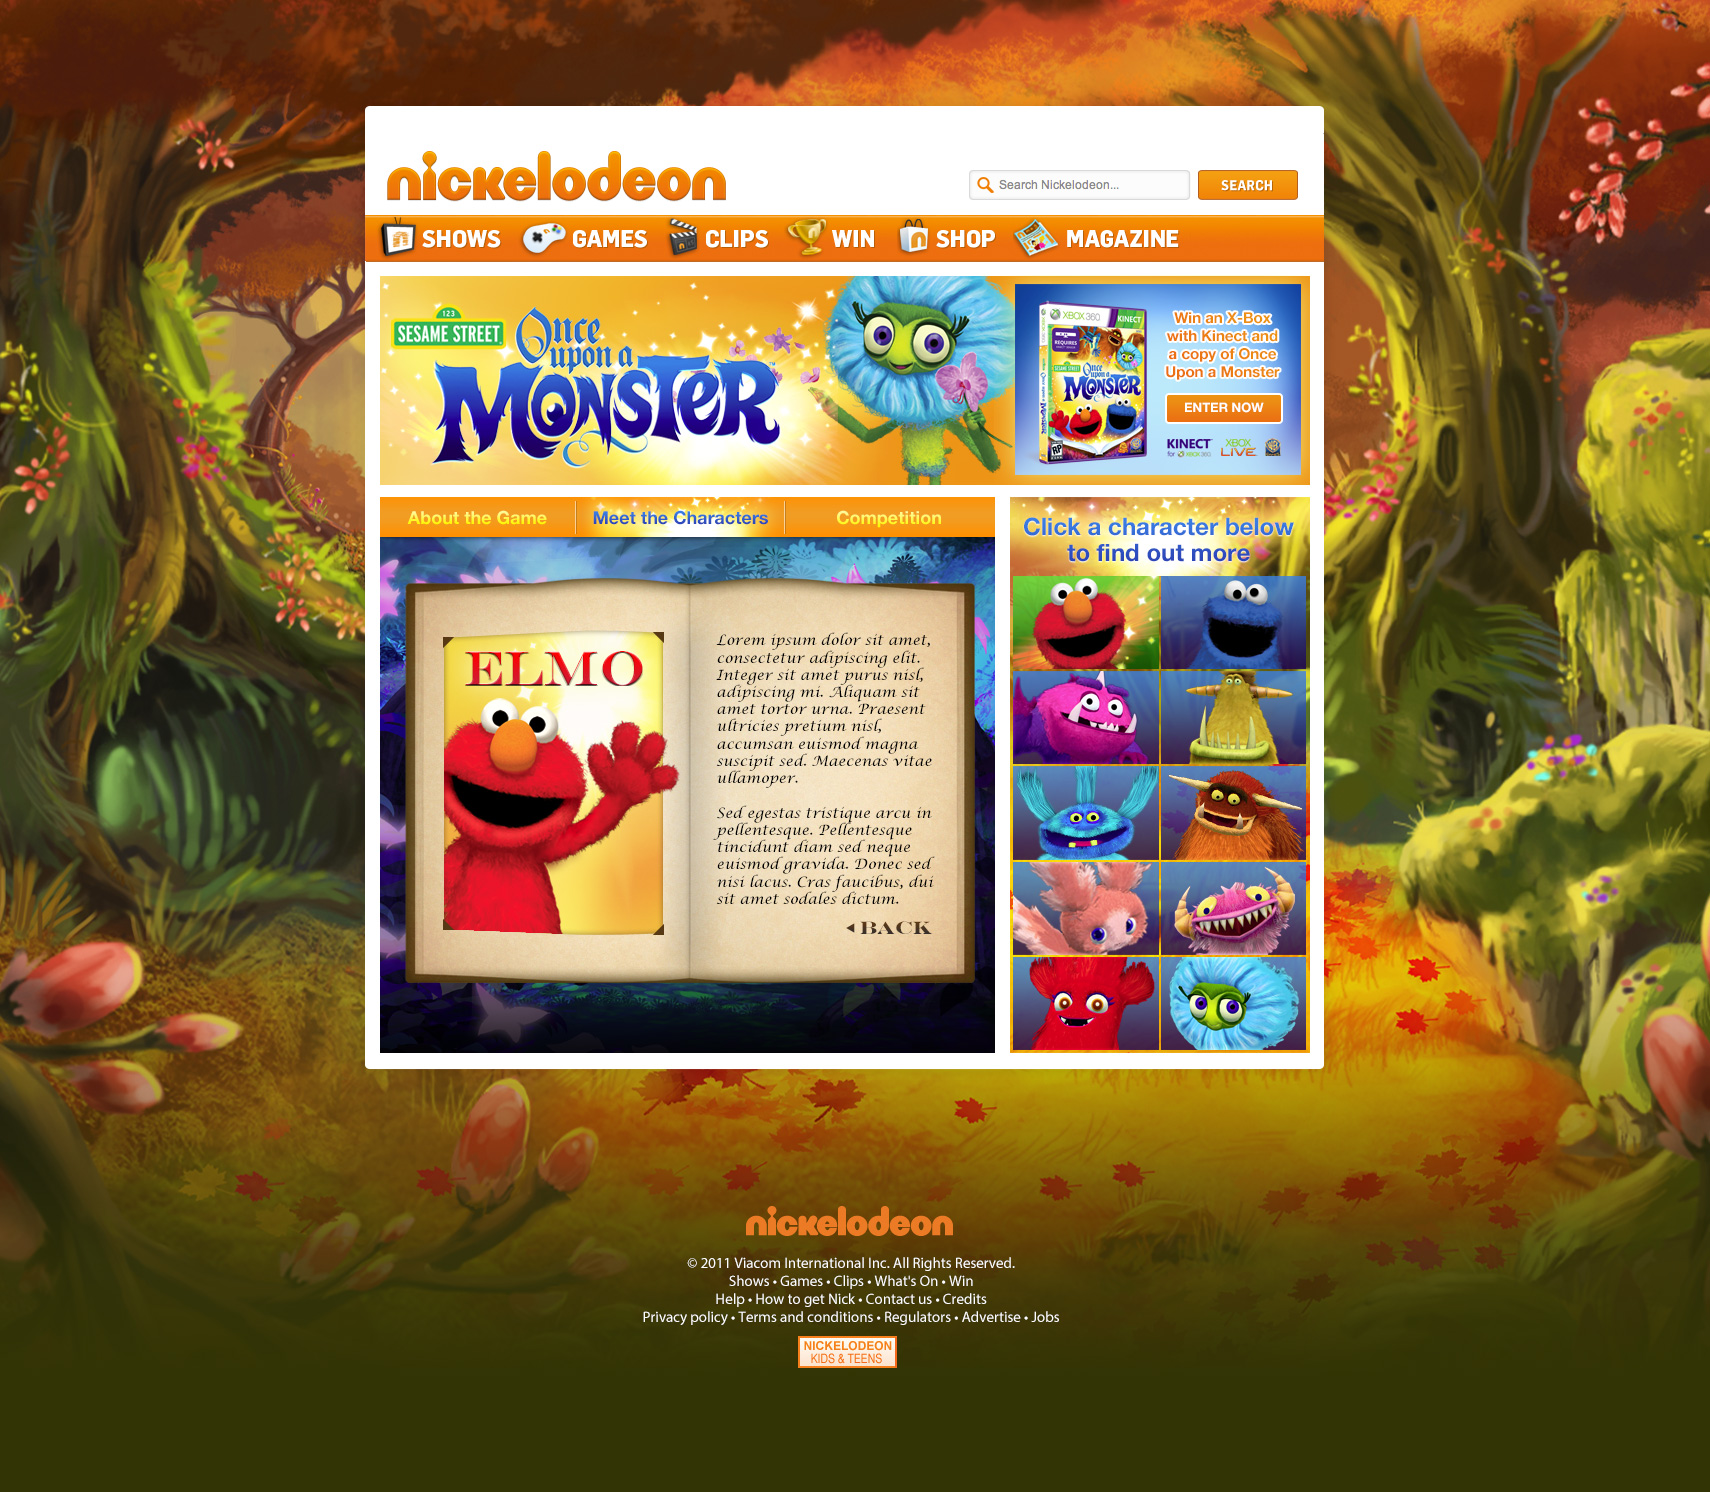 nickelodeon
Search Nickelodeon...
SEARCH
SHOWS
GAMES
CLIPS
WIN
SHOP
MAGAZINE
123
SESAME STREET
Once
upon a
MONSTER
XBOX 360
KINECT
REQUIRES
SESAME STREET
Once
upon a
MONSTER
RP
Win an X-Box
with Kinect and
a copy of Once
Upon a Monster
ENTER NOW
KINECT
for XBOX 360
XBOX
LIVE
About the Game
Meet the Characters
Competition
Click a character below
to find out more
ELMO
Lorem ipsum dolor sit amet,
consectetur adipiscing elit.
Integer sit amet purus nisl,
adipiscing mi. Aliquam sit
amet tortor urna. Praesent
ultricies pretium nisl,
accumsan euismod magna
suscipit sed. Maecenas vitae
ullamoper.
Sed egestas tristique arcu in
pellentesque. Pellentesque
tincidunt diam sed neque
euismod gravida. Donec sed
nisi lacus. Cras faucibus, dui
sit amet sodales dictum.
BACK
nickelodeon
© 2011 Viacom International Inc. All Rights Reserved.
Shows • Games • Clips • What's On • Win
Help • How to get Nick • Contact us • Credits
Privacy policy • Terms and conditions • Regulators • Advertise • Jobs
NICKELODEON
KIDS & TEENS